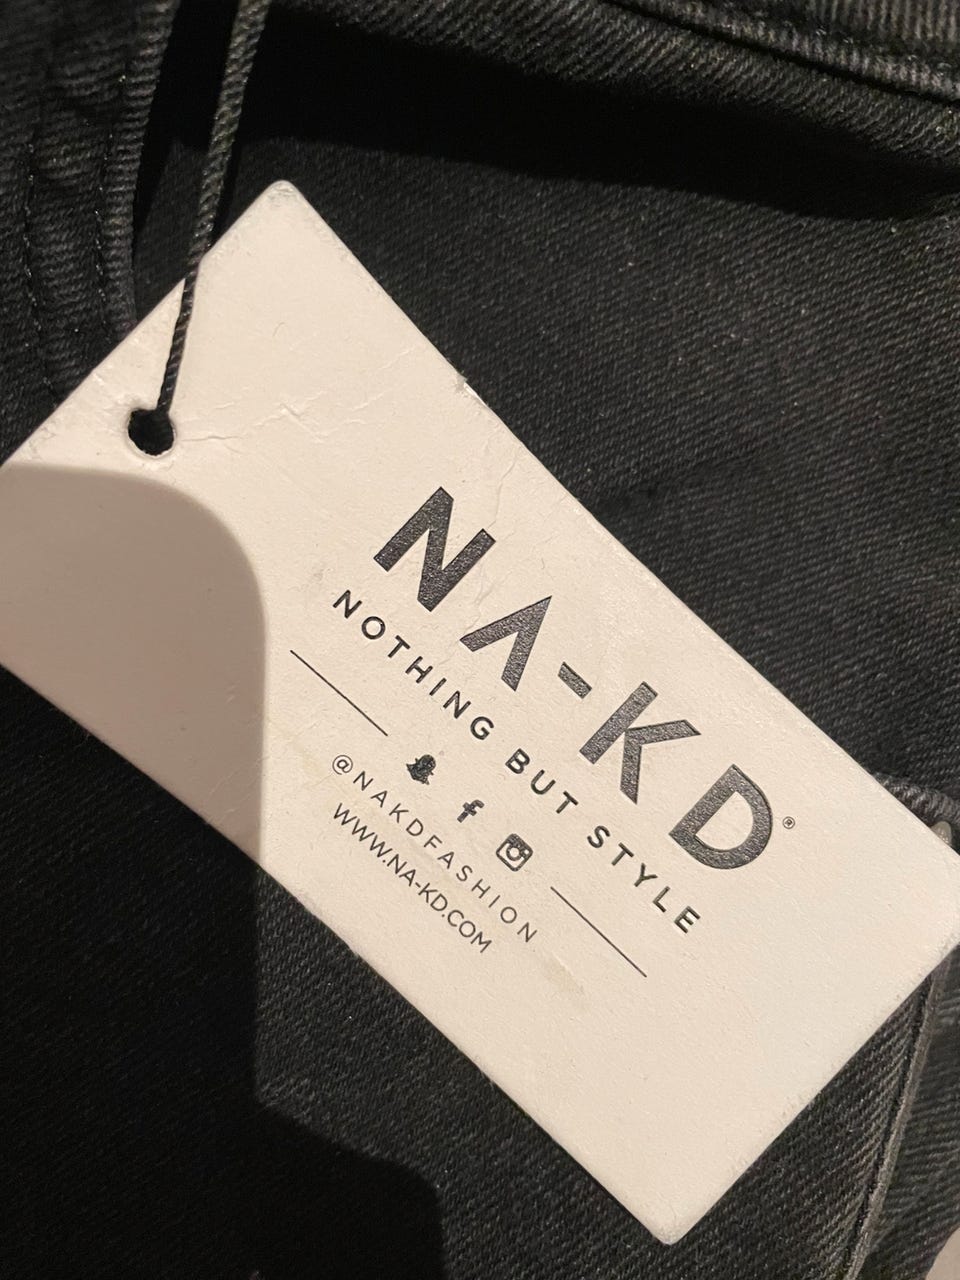 NA-KD®
NOTHING BUT STYLE
@NAKDFASHION
WWW.NA-KD.COM